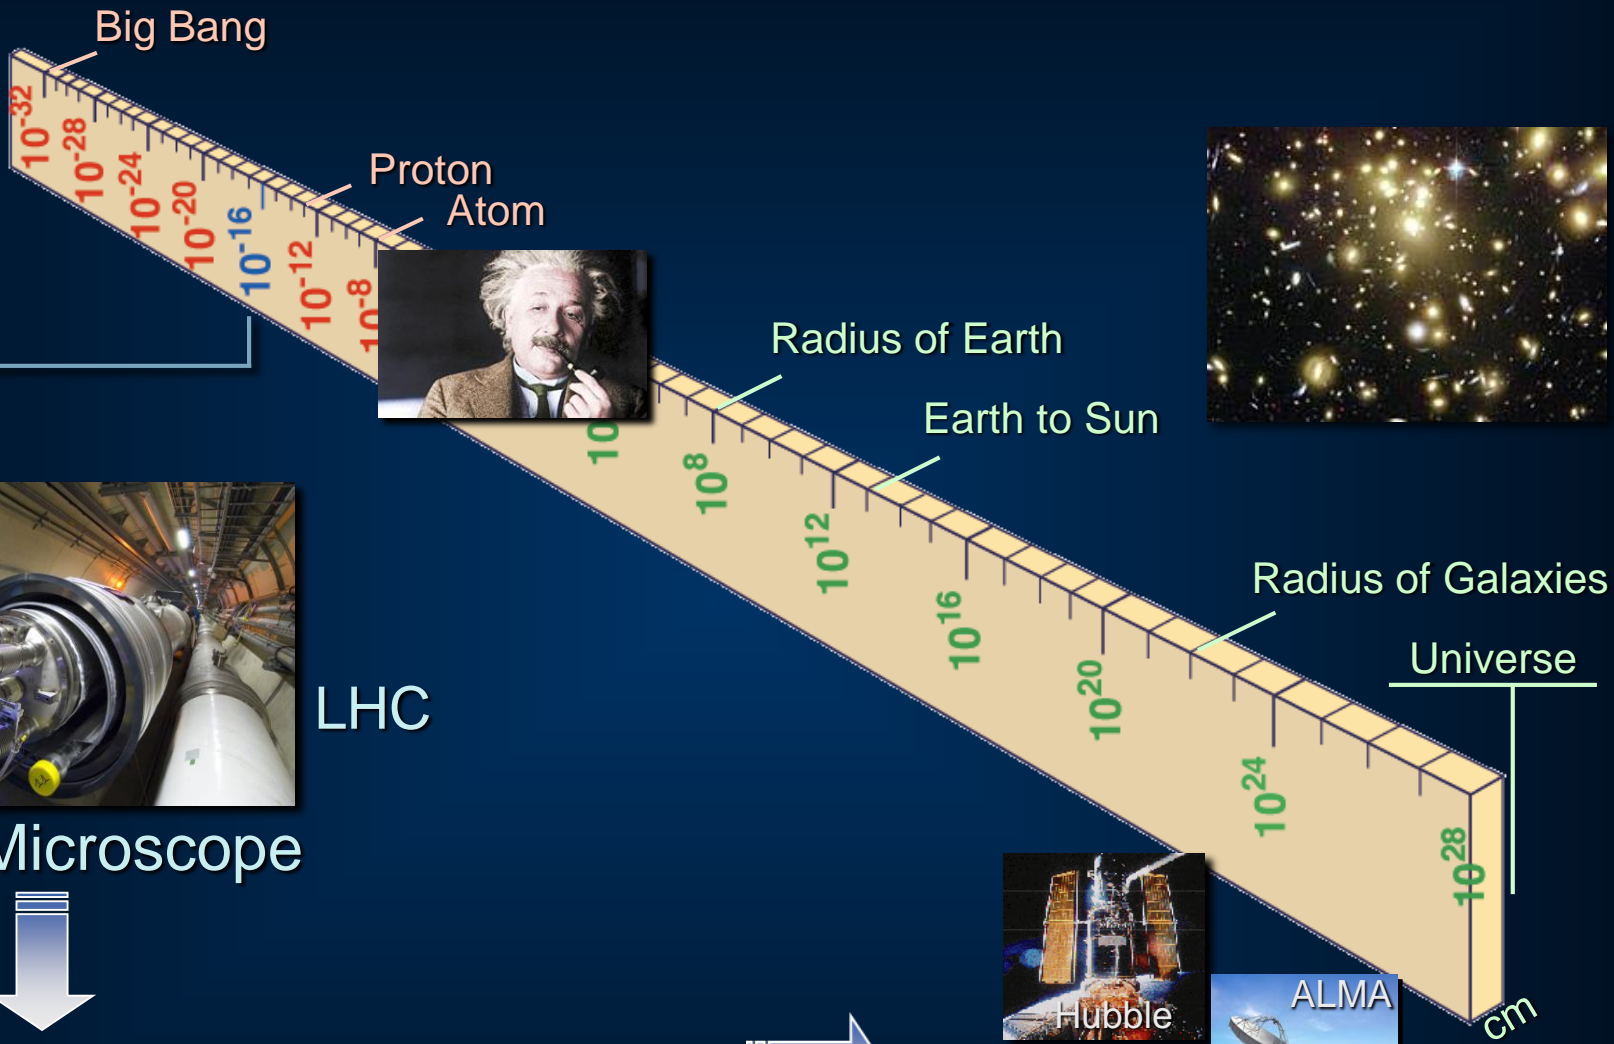 Big Bang
Proton
Atom
10⁻³²
10⁻²⁸
10⁻²⁴
10⁻²⁰
10⁻¹⁶
10⁻¹²
10⁻⁸
Radius of Earth
Earth to Sun
10⁸
10¹²
10¹⁶
10²⁰
10²⁴
10²⁸
Radius of Galaxies
Universe
LHC
Microscope
Hubble
ALMA
cm